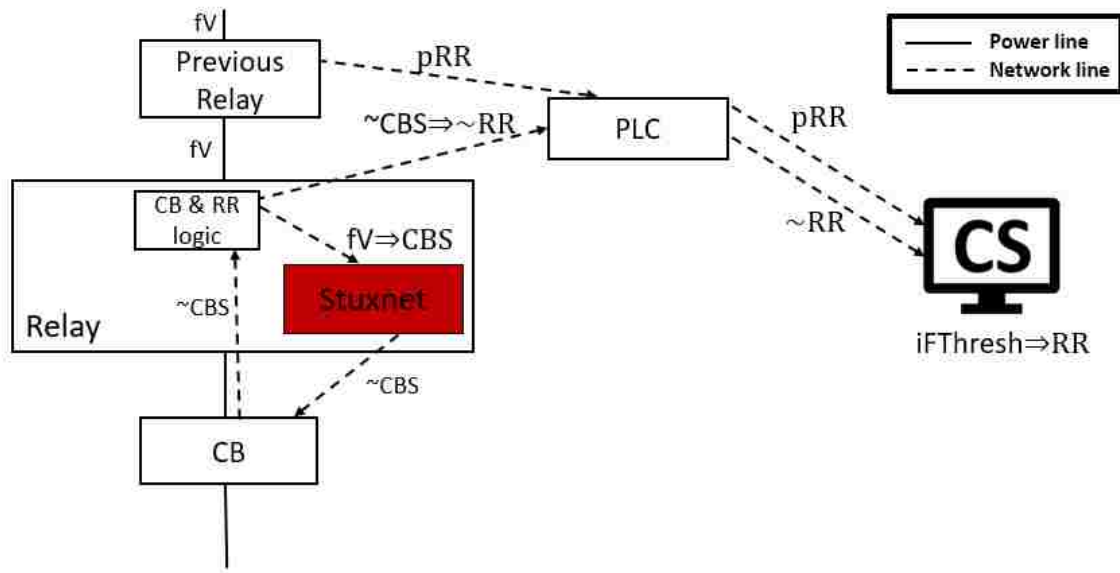 fV
Power line
Network line
Previous
Relay
pRR
~CBS⇒~RR
PLC
pRR
fV
CB & RR
logic
fV⇒CBS
~RR
CS
Stuxnet
~CBS
Relay
iFThresh⇒RR
~CBS
CB